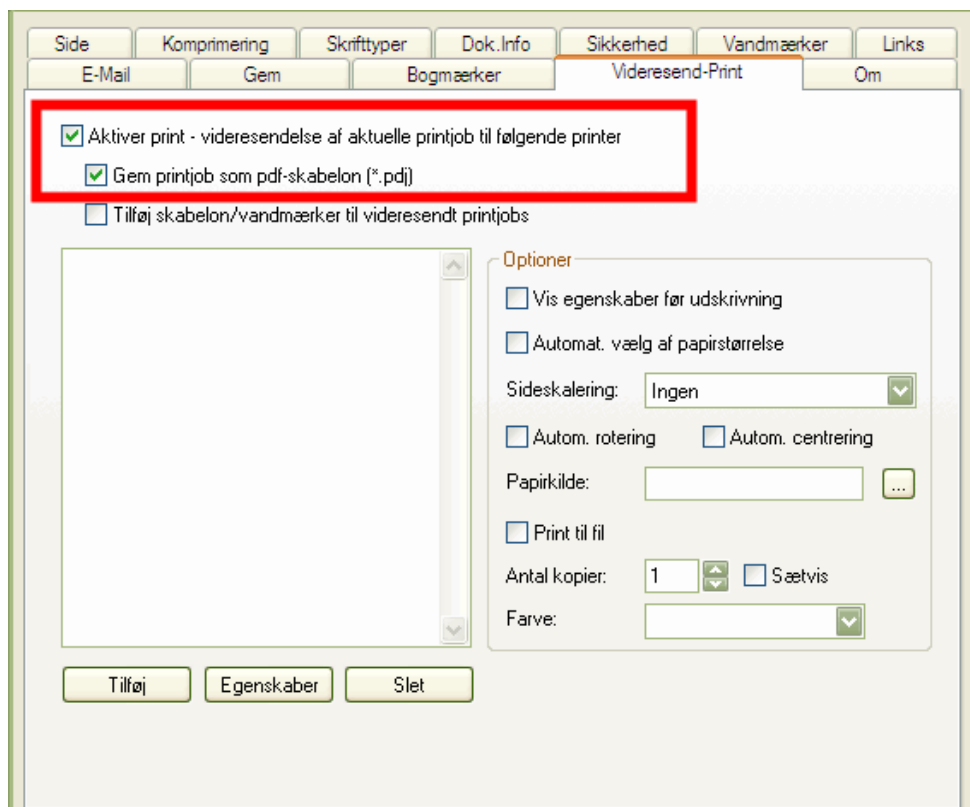 Side Komprimering Skrifttyper Dok.Info Sikkerhed Vandmærker Links
E-Mail Gem Bogmærker Videresend-Print Om
Aktiver print - videresendelse af aktuelle printjob til følgende printer
Gem printjob som pdf-skabelon (*.pdj)
Tilføj skabelon/vandmærker til videresendt printjobs
Optioner
Vis egenskaber før udskrivning
Automat. vælg af papirstørrelse
Sideskalering: Ingen
Autom. rotering Autom. centrering
Papirkilde: ...
Print til fil
Antal kopier: 1 Sætvis
Farve:
Tilføj Egenskaber Slet